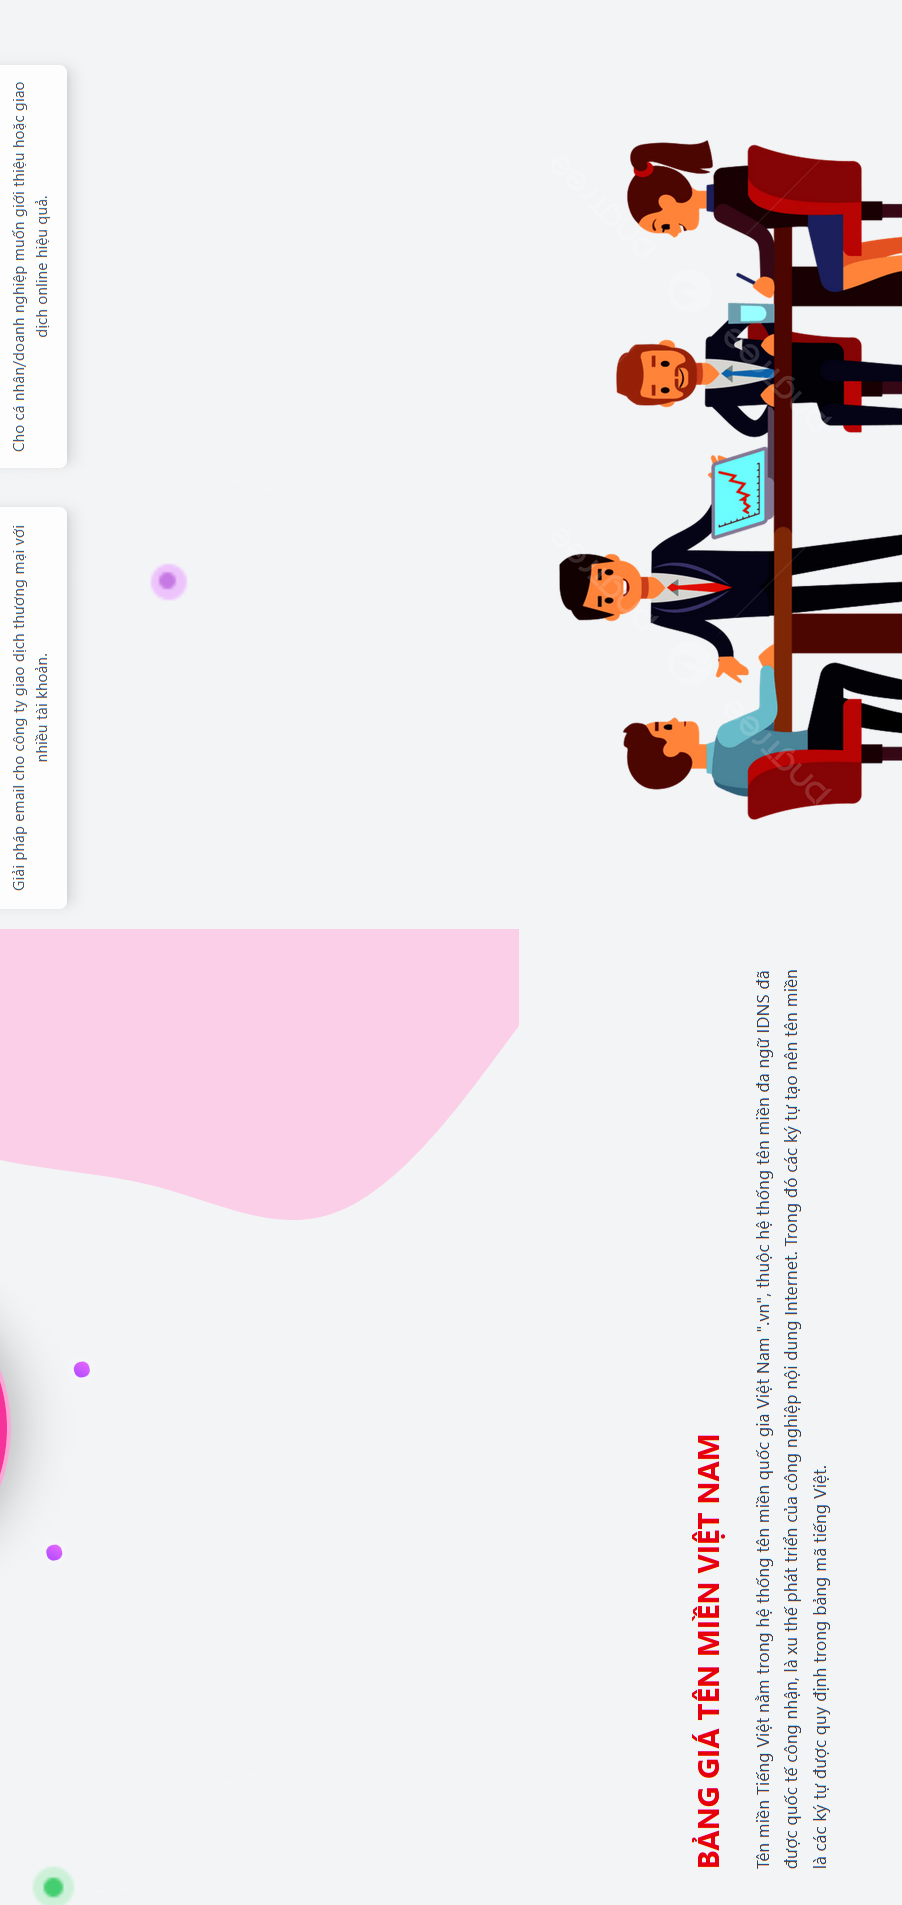 Giải pháp email cho công ty giao dịch thương mại với
nhiều tài khoản.
Cho cá nhân/doanh nghiệp muốn giới thiệu hoặc giao
dịch online hiệu quả.
BẢNG GIÁ TÊN MIỀN VIỆT NAM
Tên miền Tiếng Việt nằm trong hệ thống tên miền quốc gia Việt Nam ".vn", thuộc hệ thống tên miền đa ngữ IDNS đã
được quốc tế công nhận, là xu thế phát triển của công nghiệp nội dung Internet. Trong đó các ký tự tạo nên tên miền
là các ký tự được quy định trong bảng mã tiếng Việt.
pngtree
pngtree
pngtree
pngtree